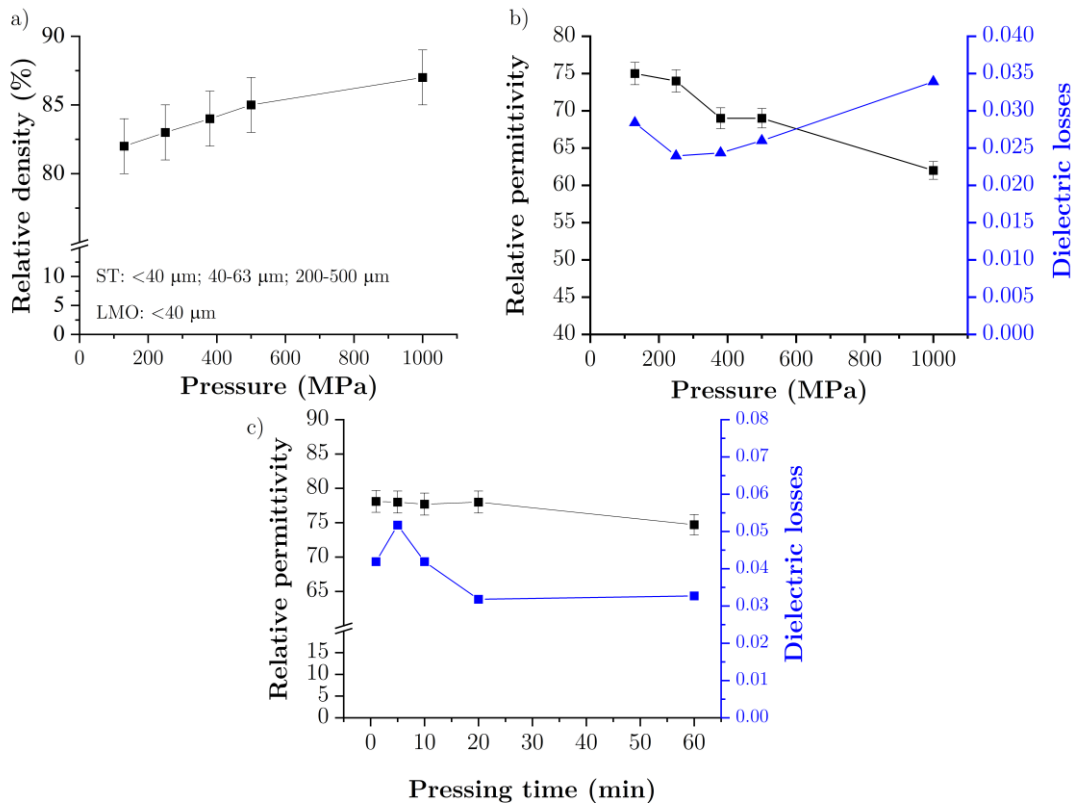 a)
Relative density (%)
90
85
80
10
5
0
ST: <40 μm; 40-63 μm; 200-500 μm
LMO: <40 μm
0 200 400 600 800 1000
Pressure (MPa)
b)
Relative permittivity
80
75
70
65
60
55
50
45
40
0 200 400 600 800 1000
Pressure (MPa)
0.040
0.035
0.030
0.025
0.020
0.015
0.010
0.005
0.000
Dielectric losses
c)
Relative permittivity
90
85
80
75
70
65
15
10
5
0
0 10 20 30 40 50 60
Pressing time (min)
0.08
0.07
0.06
0.05
0.04
0.03
0.02
0.01
0.00
Dielectric losses